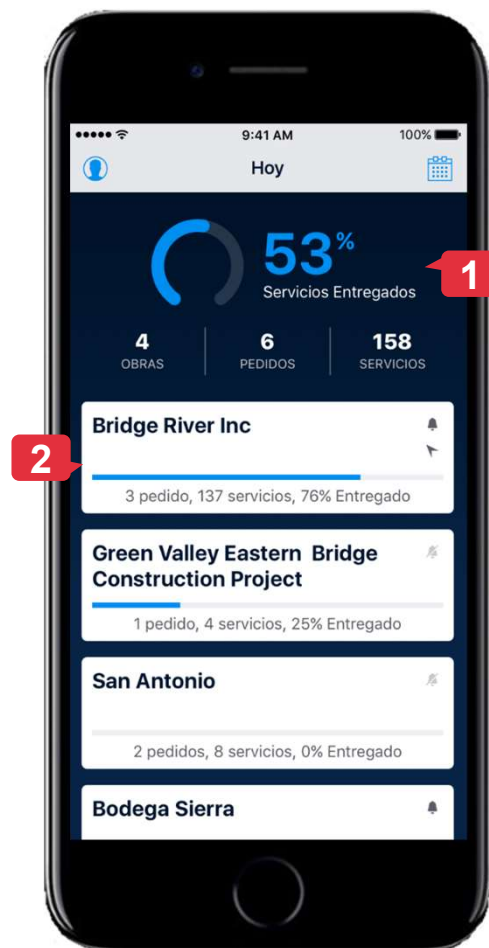 9:41 AM
100%
Hoy
53%
Servicios Entregados
1
4
6
158
OBRAS
PEDIDOS
SERVICIOS
2
Bridge River Inc
3 pedido, 137 servicios, 76% Entregado
Green Valley Eastern Bridge
Construction Project
1 pedido, 4 servicios, 25% Entregado
San Antonio
2 pedidos, 8 servicios, 0% Entregado
Bodega Sierra